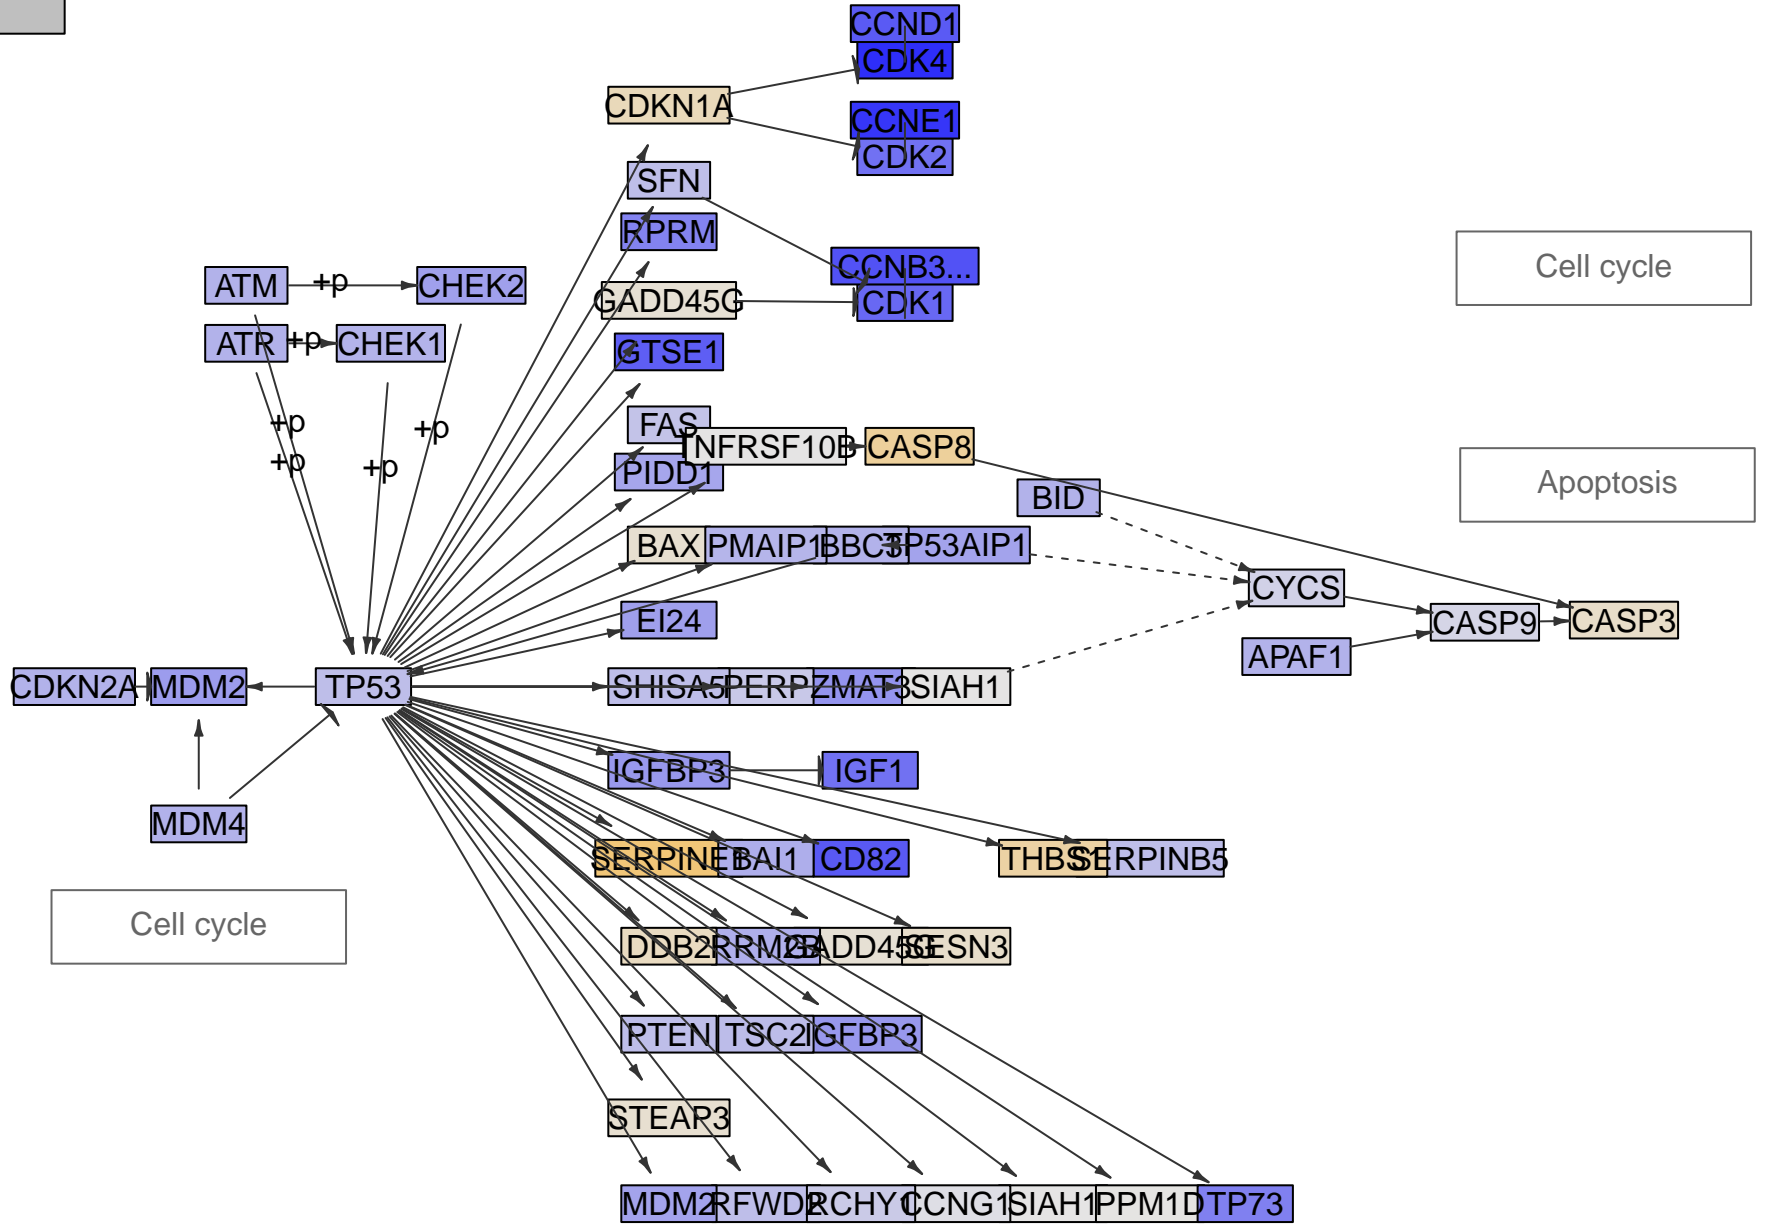 CCND1
CDK4
CDKN1A
CCNE1
CDK2
SFN
RPRM
Cell cycle
CCNB3...
ATM +p CHEK2
GADD45G CDK1
ATR +p CHEK1
GTSE1
+p
+p
FAS
TNFRSF10B CASP8
+p
+p
PIDD1
Apoptosis
BID
BAX PMAIP1 BBC3 TP53AIP1
CYCS
EI24
CASP9 CASP3
APAF1
CDKN2A MDM2 TP53 SHISA5 PERP ZMAT3 SIAH1
IGFBP3 IGF1
MDM4
SERPINE1 BAI1 CD82 THBS1 SERPINB5
Cell cycle
DDB2 RRM2B GADD45G SESN3
PTEN TSC2 IGFBP3
STEAP3
MDM2 RFWD2 RCHY1 CCNG1 SIAH1 PPM1D TP73